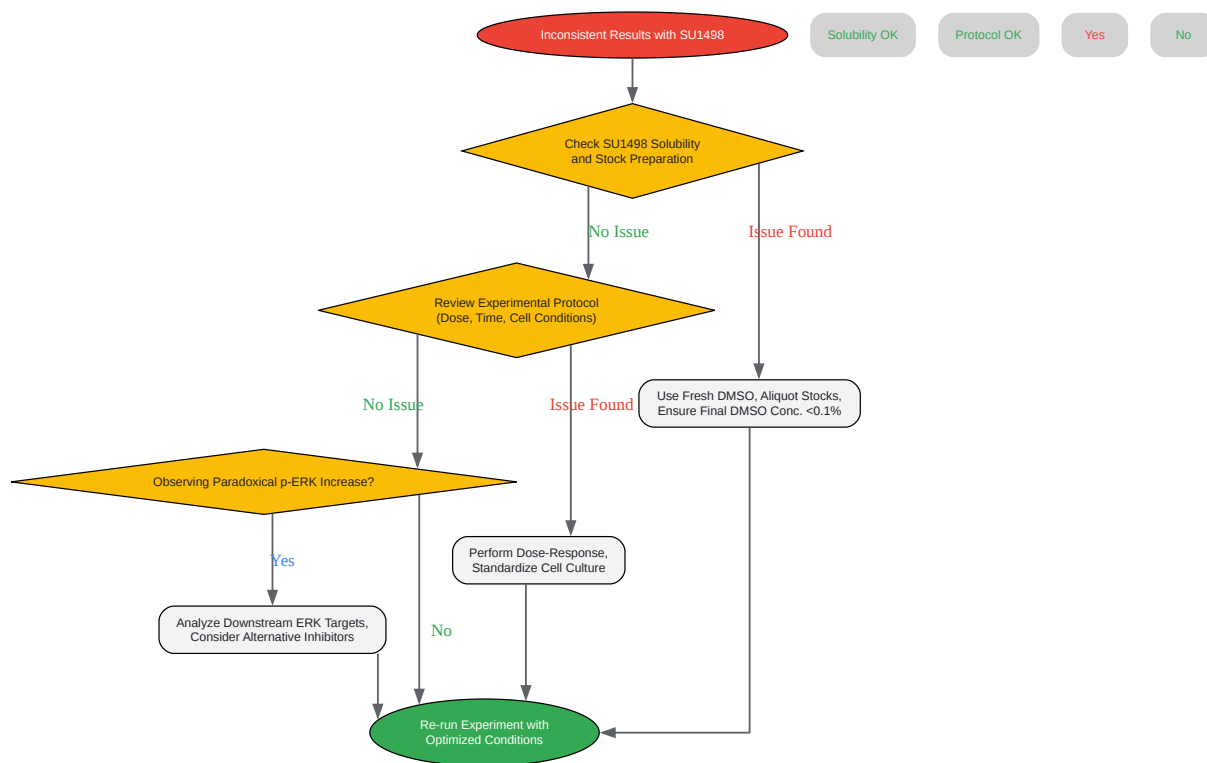 Inconsistent Results with SU1498
Solubility OK
Protocol OK
Yes
No
Check SU1498 Solubility
and Stock Preparation
No Issue
Issue Found
Review Experimental Protocol
(Dose, Time, Cell Conditions)
No Issue
Issue Found
Use Fresh DMSO, Aliquot Stocks,
Ensure Final DMSO Conc. <0.1%
Observing Paradoxical p-ERK Increase?
Yes
Perform Dose-Response,
Standardize Cell Culture
Analyze Downstream ERK Targets,
Consider Alternative Inhibitors
No
Re-run Experiment with
Optimized Conditions